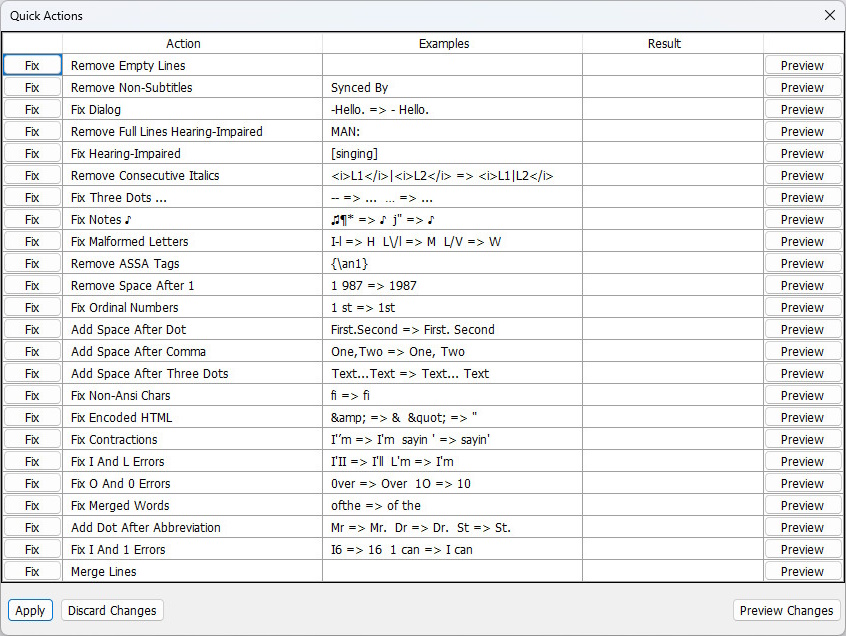 Quick Actions
Action Examples Result
Fix Remove Empty Lines Preview
Fix Remove Non-Subtitles Synced By Preview
Fix Fix Dialog -Hello. => - Hello. Preview
Fix Remove Full Lines Hearing-Impaired MAN: Preview
Fix Fix Hearing-Impaired [singing] Preview
Fix Remove Consecutive Italics <i>L1</i>|<i>L2</i> => <i>L1|L2</i> Preview
Fix Fix Three Dots ... -- => ... … => ... Preview
Fix Fix Notes ♪ ♫¶* => ♪ j" => ♪ Preview
Fix Fix Malformed Letters I-l => H L\/l => M L/V => W Preview
Fix Remove ASSA Tags {\an1} Preview
Fix Remove Space After 1 1 987 => 1987 Preview
Fix Fix Ordinal Numbers 1 st => 1st Preview
Fix Add Space After Dot First.Second => First. Second Preview
Fix Add Space After Comma One,Two => One, Two Preview
Fix Add Space After Three Dots Text...Text => Text... Text Preview
Fix Fix Non-Ansi Chars ﬁ => fi Preview
Fix Fix Encoded HTML &amp; => & &quot; => " Preview
Fix Fix Contractions I'’m => I'm sayin ' => sayin' Preview
Fix Fix I And L Errors I'II => I'll L'm => I'm Preview
Fix Fix O And 0 Errors 0ver => Over 1O => 10 Preview
Fix Fix Merged Words ofthe => of the Preview
Fix Add Dot After Abbreviation Mr => Mr. Dr => Dr. St => St. Preview
Fix Fix I And 1 Errors I6 => 16 1 can => I can Preview
Fix Merge Lines Preview
Apply Discard Changes Preview Changes